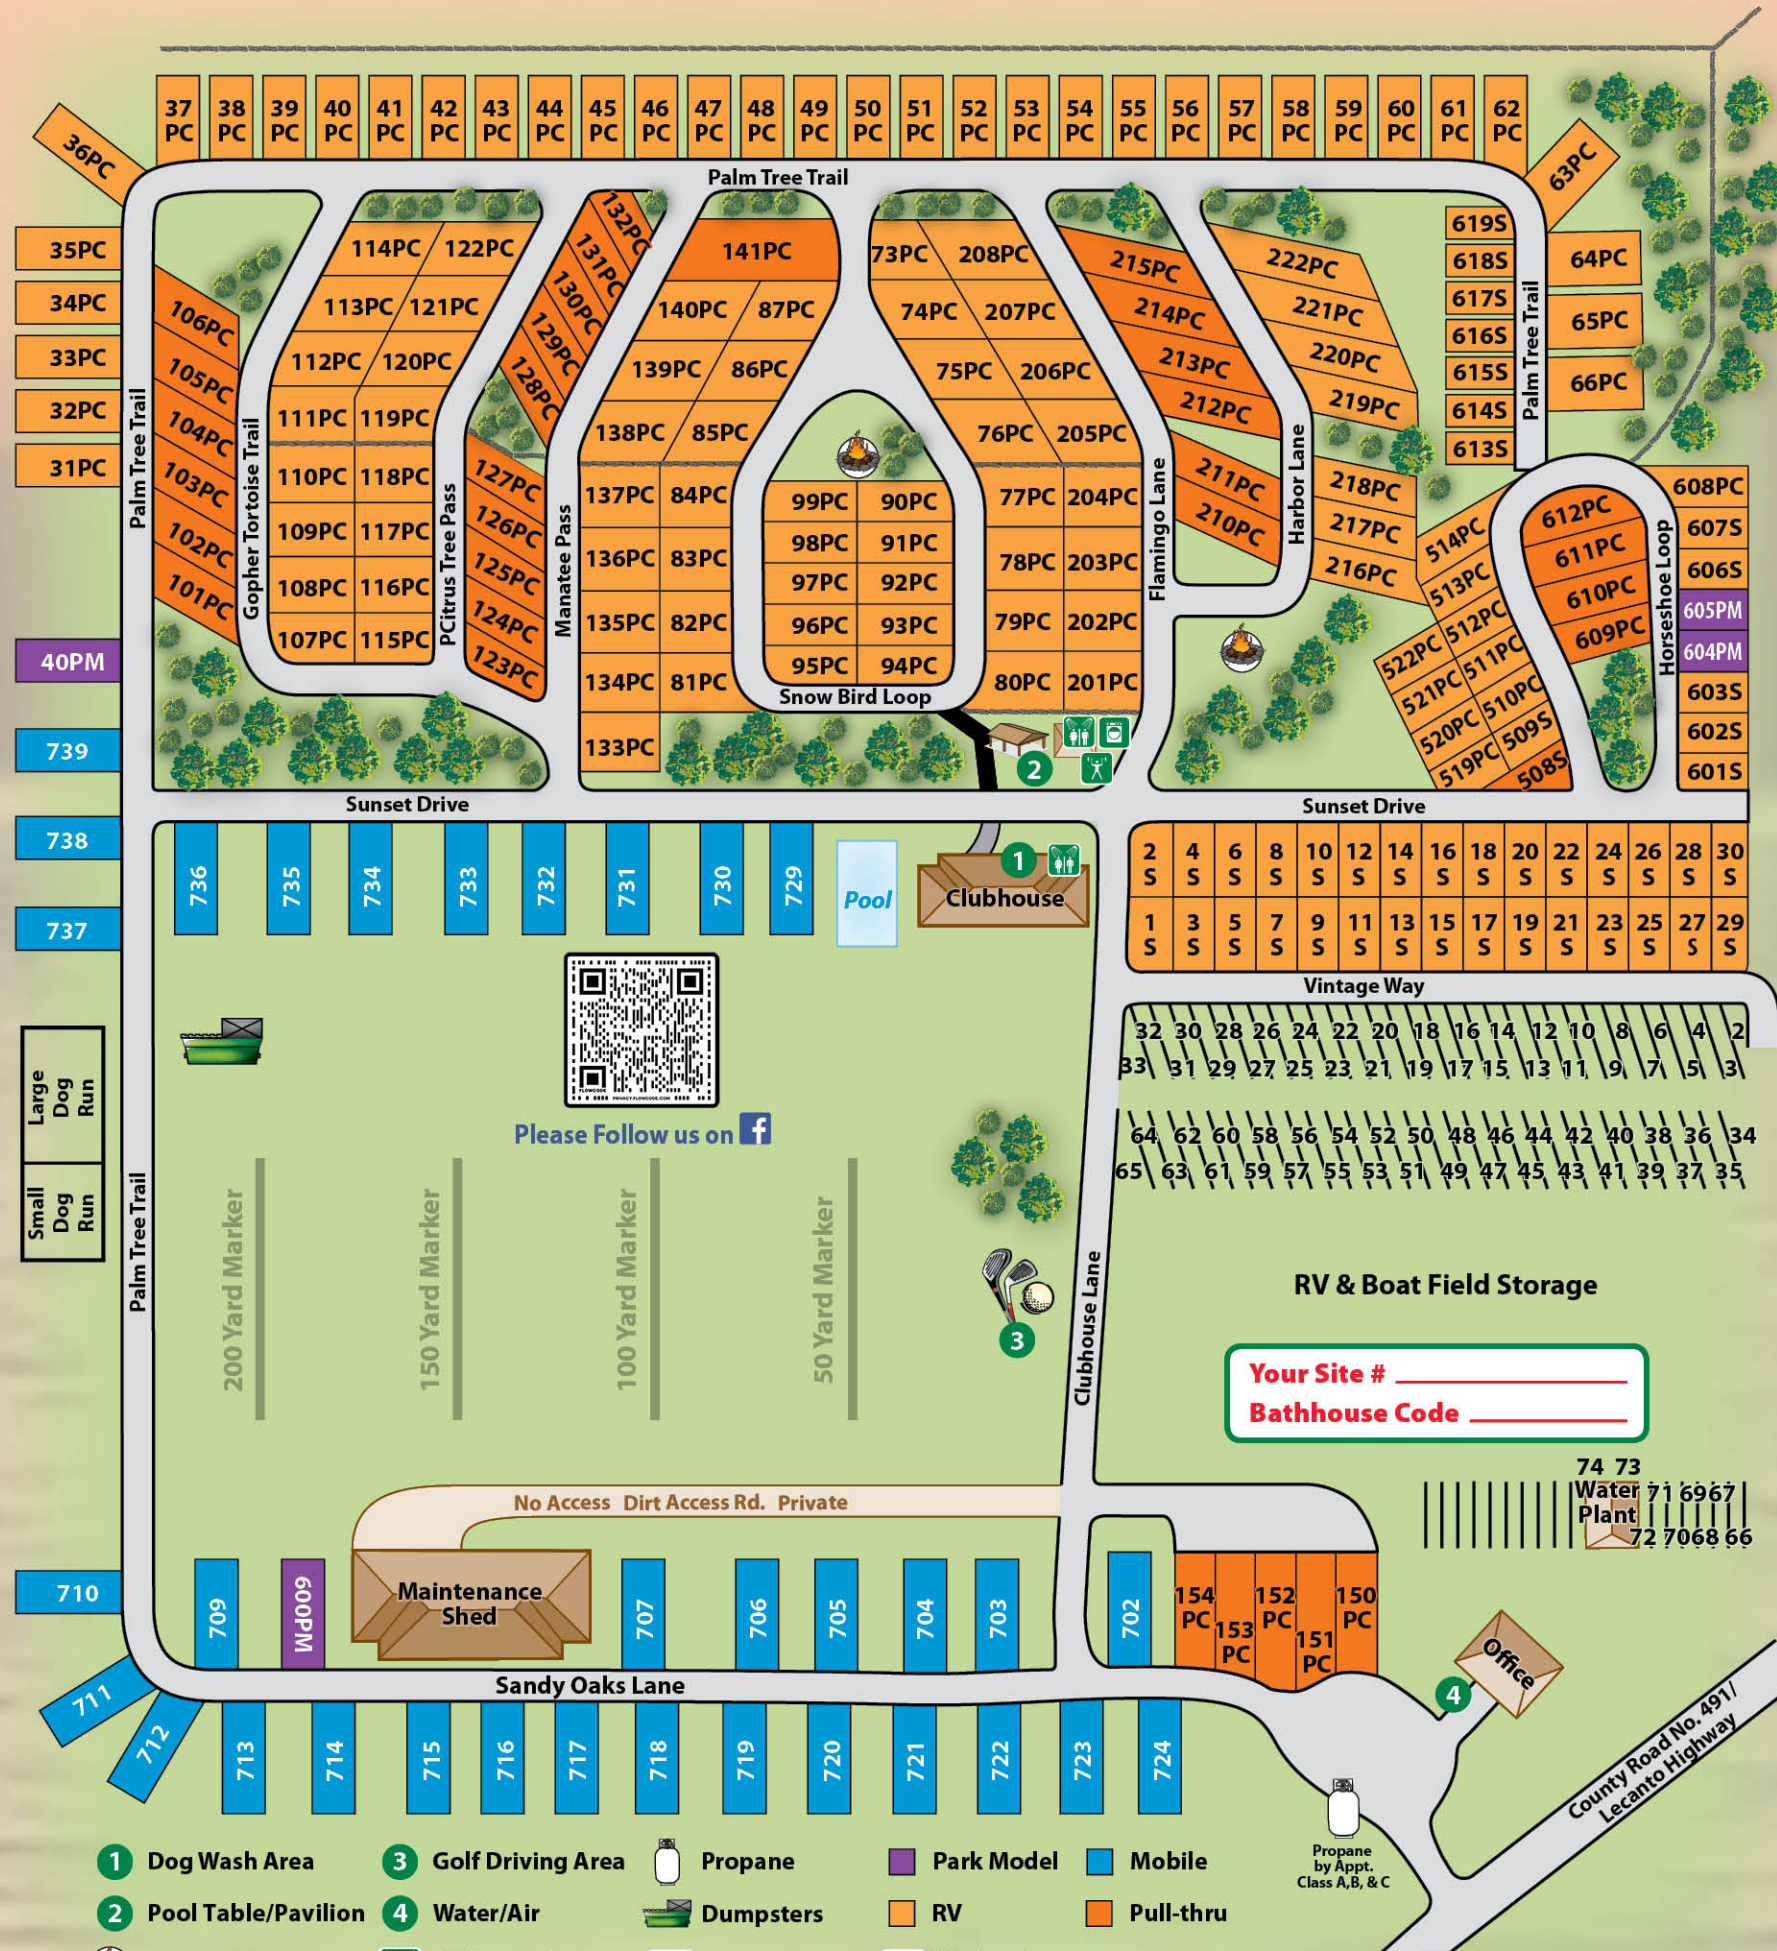 37 PC
38 PC
39 PC
40 PC
41 PC
42 PC
43 PC
44 PC
45 PC
46 PC
47 PC
48 PC
49 PC
50 PC
51 PC
52 PC
53 PC
54 PC
55 PC
56 PC
57 PC
58 PC
59 PC
60 PC
61 PC
62 PC
36PC
63PC
Palm Tree Trail
35PC
34PC
33PC
32PC
31PC
40PM
739
738
737
710
Palm Tree Trail
106PC
105PC
104PC
103PC
102PC
101PC
Gopher Tortoise Trail
114PC 122PC
113PC 121PC
112PC 120PC
111PC 119PC
110PC 118PC
109PC 117PC
108PC 116PC
107PC 115PC
PCitrus Tree Pass
132PC
131PC
130PC
129PC
128PC
127PC
126PC
125PC
124PC
123PC
Manatee Pass
141PC
140PC 87PC
139PC 86PC
138PC 85PC
137PC 84PC
136PC 83PC
135PC 82PC
134PC 81PC
133PC
99PC 90PC
98PC 91PC
97PC 92PC
96PC 93PC
95PC 94PC
Snow Bird Loop
73PC 208PC
74PC 207PC
75PC 206PC
76PC 205PC
77PC 204PC
78PC 203PC
79PC 202PC
80PC 201PC
2
Flamingo Lane
215PC
214PC
213PC
212PC
211PC
210PC
Harbor Lane
222PC
221PC
220PC
219PC
218PC
217PC
216PC
619S
618S
617S
616S
615S
614S
613S
Palm Tree Trail
64PC
65PC
66PC
514PC
513PC
522PC 512PC
521PC 511PC
520PC 510PC
519PC 509S
508S
612PC
611PC
610PC
609PC
Horseshoe Loop
608PC
607S
606S
605PM
604PM
603S
602S
601S
Sunset Drive
Sunset Drive
736
735
734
733
732
731
730
729
Pool
1
Clubhouse
2 S
4 S
6 S
8 S
10 S
12 S
14 S
16 S
18 S
20 S
22 S
24 S
26 S
28 S
30 S
1 S
3 S
5 S
7 S
9 S
11 S
13 S
15 S
17 S
19 S
21 S
23 S
25 S
27 S
29 S
Vintage Way
32 30 28 26 24 22 20 18 16 14 12 10 8 6 4 2
33 31 29 27 25 23 21 19 17 15 13 11 9 7 5 3
64 62 60 58 56 54 52 50 48 46 44 42 40 38 36 34
65 63 61 59 57 55 53 51 49 47 45 43 41 39 37 35
Large
Dog
Run
Small
Dog
Run
Palm Tree Trail
FLOWCODE
PRIVACY.FLOWCODE.COM
Please Follow us on f
200 Yard Marker
150 Yard Marker
100 Yard Marker
50 Yard Marker
3
Clubhouse Lane
RV & Boat Field Storage
Your Site #
Bathhouse Code
74 73
Water
Plant
71 69 67
72 70 68 66
No Access Dirt Access Rd. Private
709
600PM
Maintenance
Shed
707
706
705
704
703
702
154 PC
153 PC
152 PC
151 PC
150 PC
Office
4
Sandy Oaks Lane
711
712
713
714
715
716
717
718
719
720
721
722
723
724
County Road No. 491/
Lecanto Highway
Propane
by Appt.
Class A,B, & C
1 Dog Wash Area
3 Golf Driving Area
Propane
Park Model
Mobile
2 Pool Table/Pavilion
4 Water/Air
Dumpsters
RV
Pull-thru